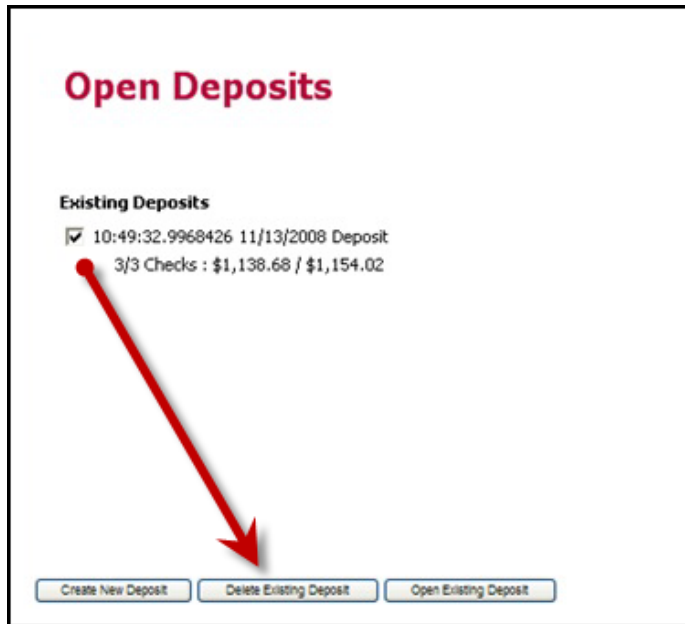 Open Deposits
Existing Deposits
10:49:32.9968426 11/13/2008 Deposit
3/3 Checks : $1,138.68 / $1,154.02
Create New Deposit Delete Existing Deposit Open Existing Deposit